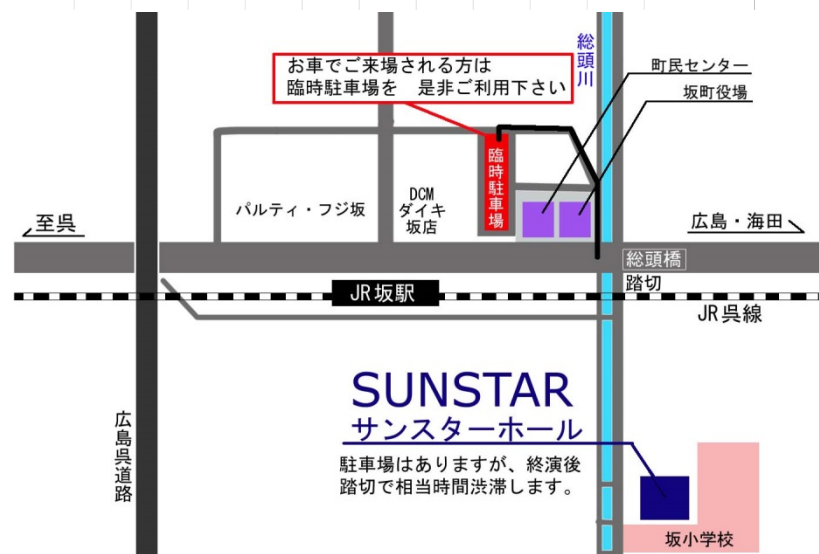 お車でご来場される方は
臨時駐車場を 是非ご利用下さい
総頭川
町民センター
坂町役場
臨時駐車場
パルティ・フジ坂
DCM
ダイキ
坂店
至呉
広島・海田
総頭橋
踏切
JR坂駅
JR呉線
SUNSTAR
サンスターホール
駐車場はありますが、終演後
踏切で相当時間渋滞します。
広島呉道路
坂小学校